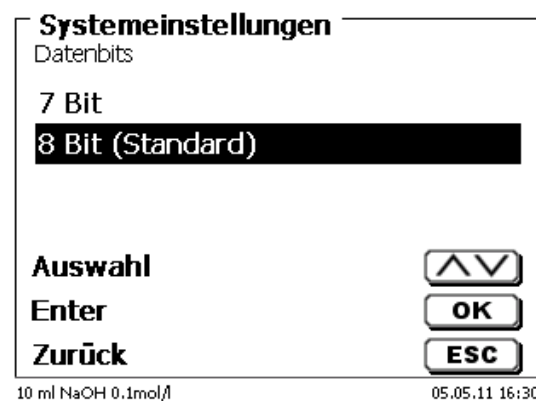 Systemeinstellungen
Datenbits
7 Bit
8 Bit (Standard)
Auswahl
Enter OK
Zurück ESC
10 ml NaOH 0.1mol/l 05.05.11 16:30